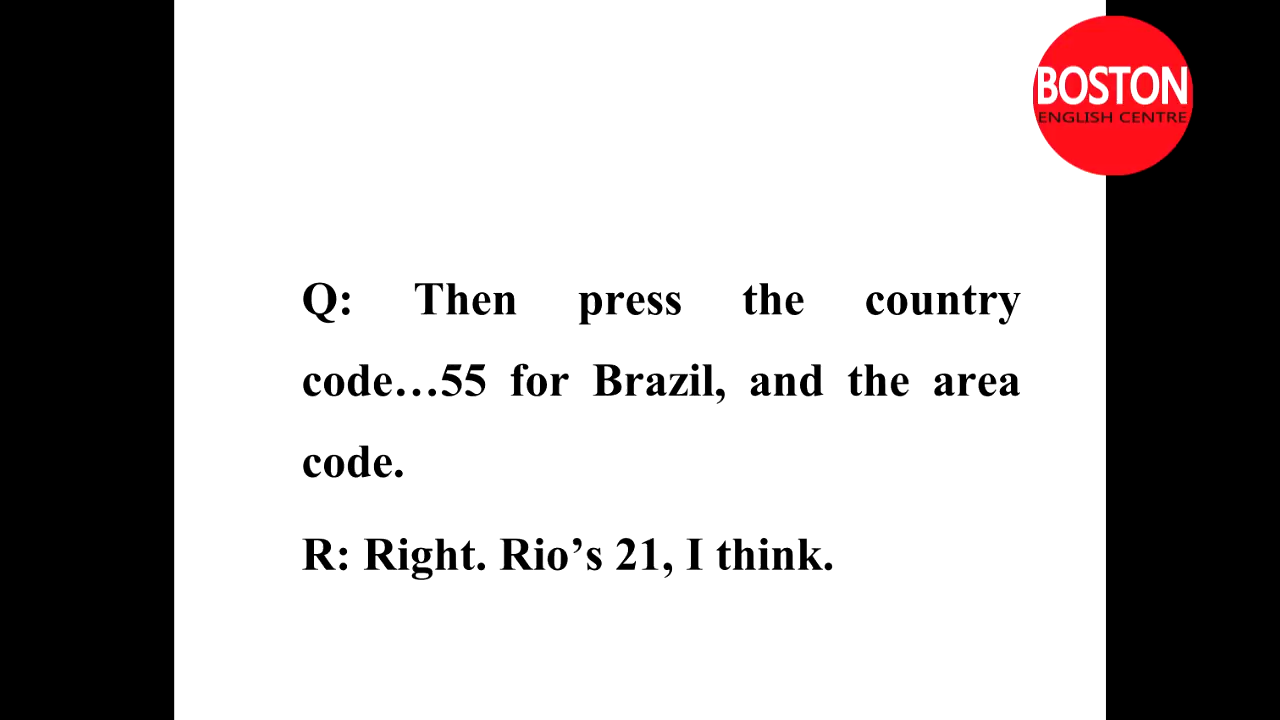 BOSTON
ENGLISH CENTRE
Q: Then press the country
code…55 for Brazil, and the area
code.
R: Right. Rio’s 21, I think.